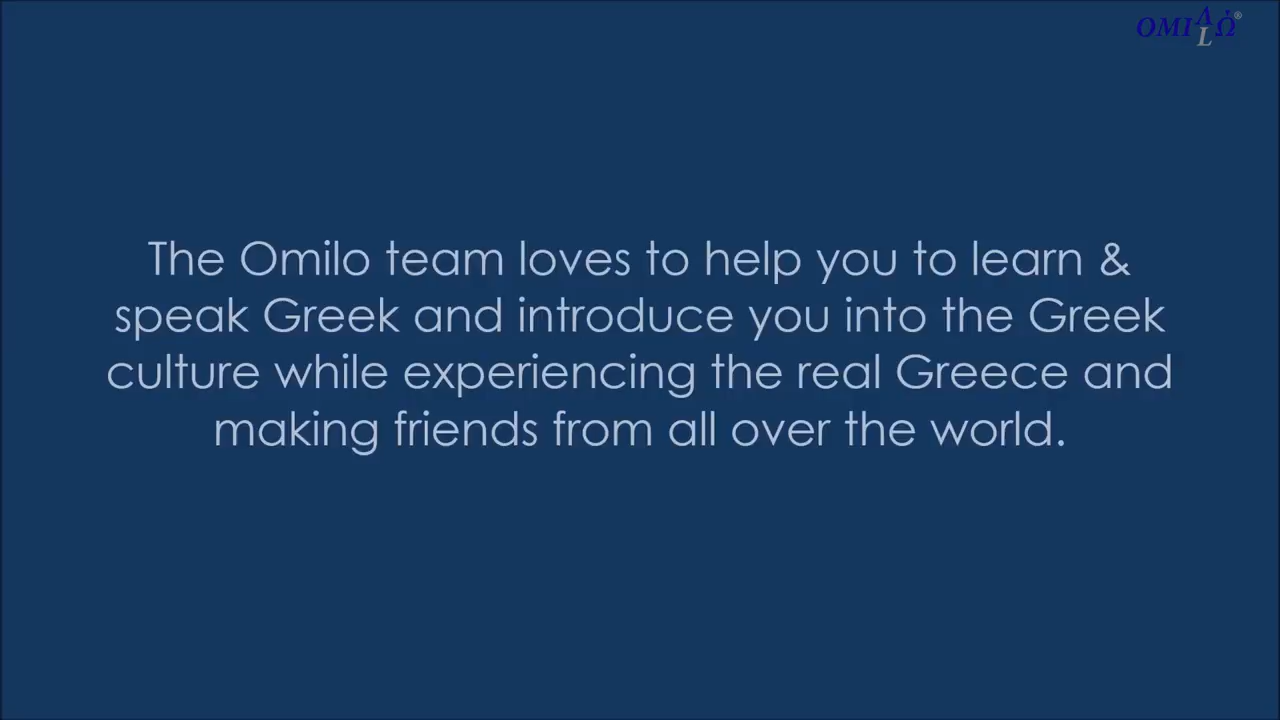 OMIΛLΩ®
The Omilo team loves to help you to learn &
speak Greek and introduce you into the Greek
culture while experiencing the real Greece and
making friends from all over the world.